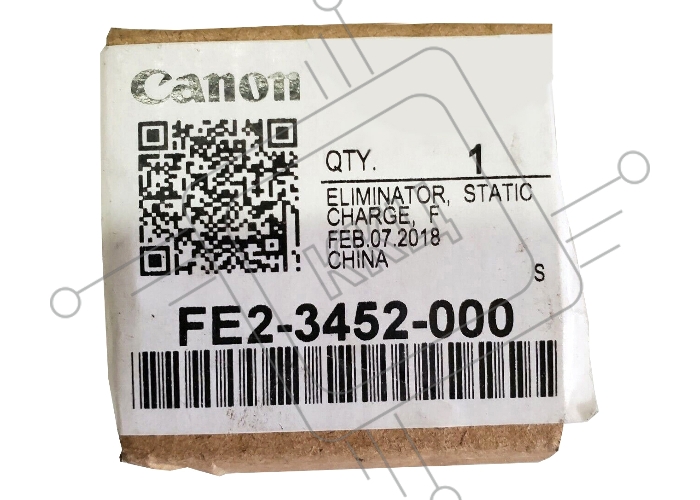 Canon
QTY. 1
ELIMINATOR, STATIC
CHARGE, F
FEB.07.2018
CHINA
S
FE2-3452-000